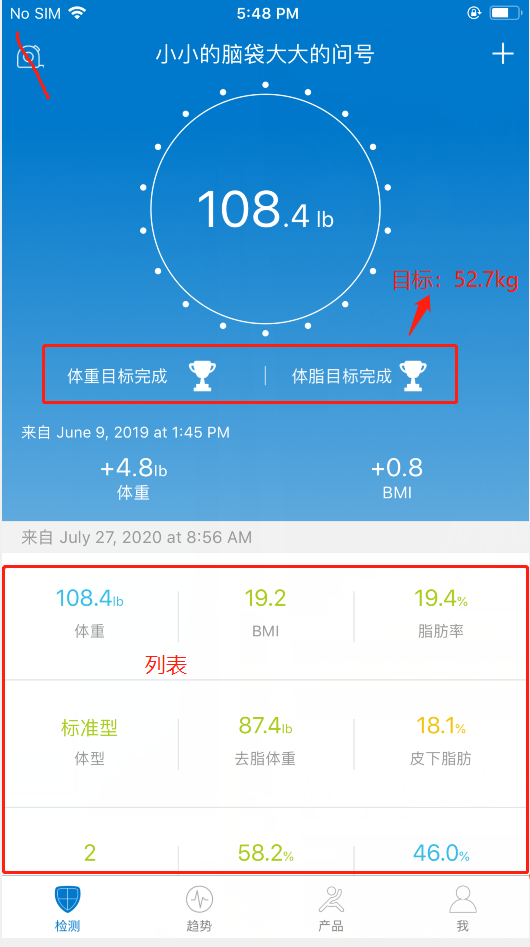 No SIM 5:48 PM
小小的脑袋大大的问号
108.4 lb
目标：52.7kg
体重目标完成 体脂目标完成
来自 June 9, 2019 at 1:45 PM
+4.8lb +0.8
体重 BMI
来自 July 27, 2020 at 8:56 AM
108.4lb 19.2 19.4%
体重 BMI 脂肪率
列表
标准型 87.4lb 18.1%
体型 去脂体重 皮下脂肪
2 58.2% 46.0%
检测 趋势 产品 我